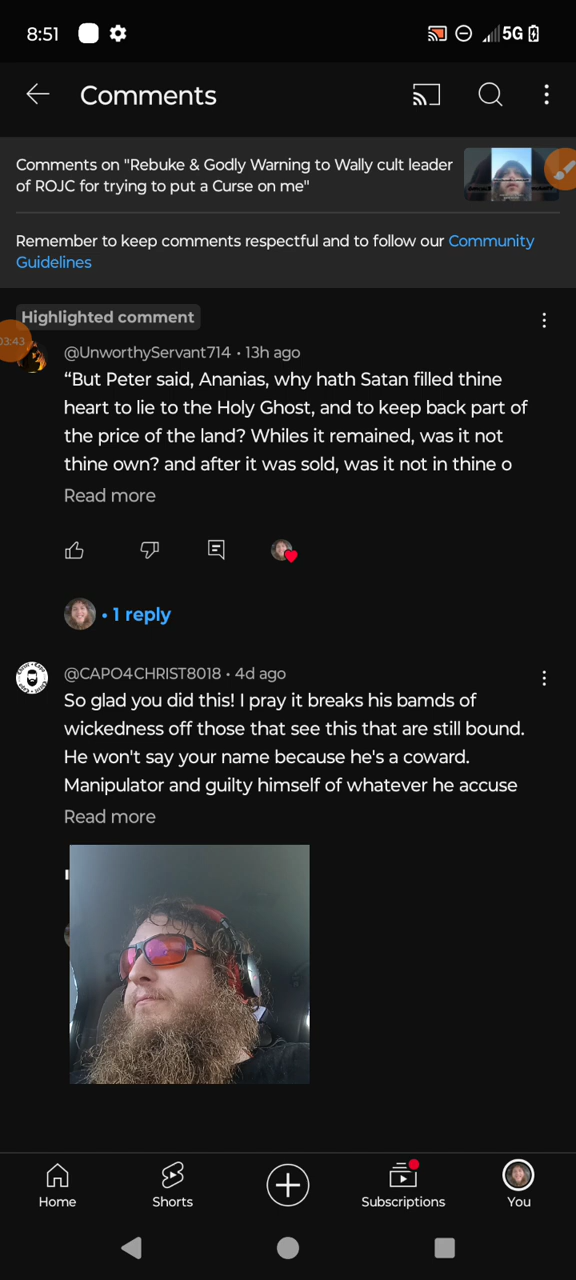 8:51
5G
Comments
Comments on "Rebuke & Godly Warning to Wally cult leader
of ROJC for trying to put a Curse on me"
Remember to keep comments respectful and to follow our Community
Guidelines
Highlighted comment
03:43
@UnworthyServant714 • 13h ago
“But Peter said, Ananias, why hath Satan filled thine
heart to lie to the Holy Ghost, and to keep back part of
the price of the land? Whiles it remained, was it not
thine own? and after it was sold, was it not in thine o
Read more
• 1 reply
@CAPO4CHRIST8018 • 4d ago
So glad you did this! I pray it breaks his bamds of
wickedness off those that see this that are still bound.
He won't say your name because he's a coward.
Manipulator and guilty himself of whatever he accuse
Read more
Home
Shorts
Subscriptions
You